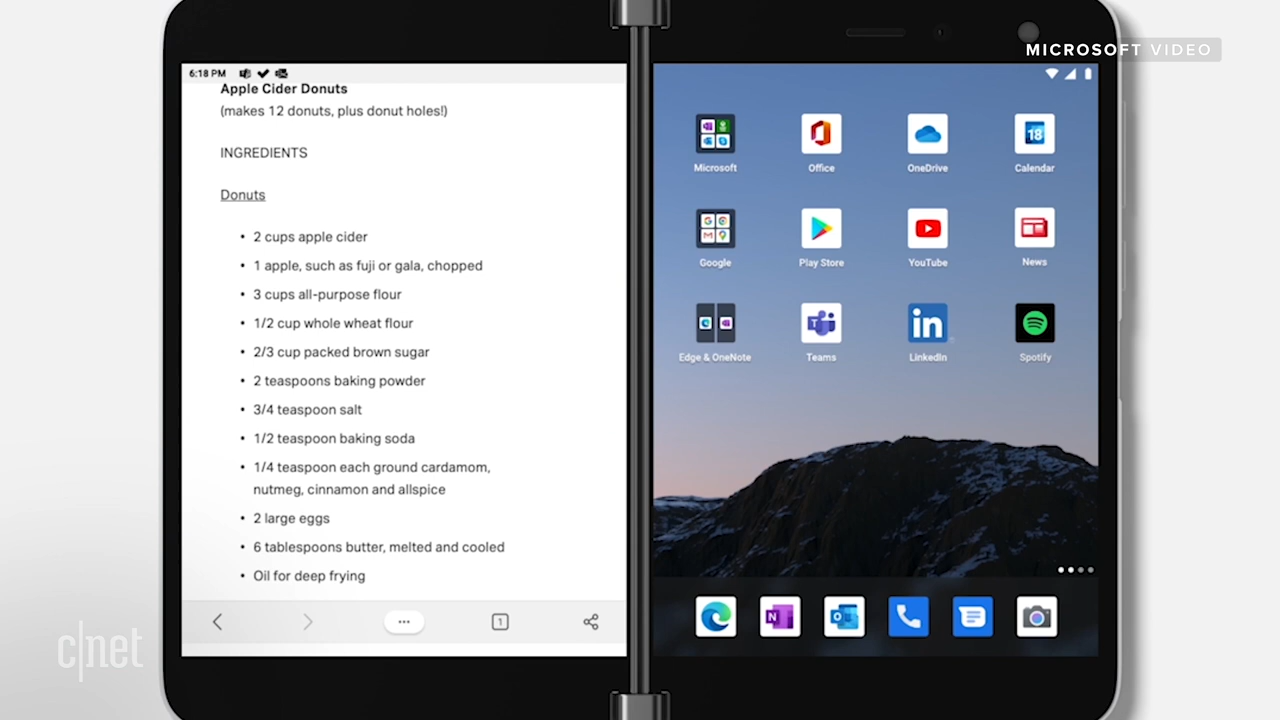 MICROSOFT VIDEO
6:18 PM
Apple Cider Donuts
(makes 12 donuts, plus donut holes!)
INGREDIENTS
Donuts
• 2 cups apple cider
• 1 apple, such as fuji or gala, chopped
• 3 cups all-purpose flour
• 1/2 cup whole wheat flour
• 2/3 cup packed brown sugar
• 2 teaspoons baking powder
• 3/4 teaspoon salt
• 1/2 teaspoon baking soda
• 1/4 teaspoon each ground cardamom,
nutmeg, cinnamon and allspice
• 2 large eggs
• 6 tablespoons butter, melted and cooled
• Oil for deep frying
1
18
Microsoft Office OneDrive Calendar
Google Play Store YouTube News
in
Edge & OneNote Teams LinkedIn Spotify
c|net